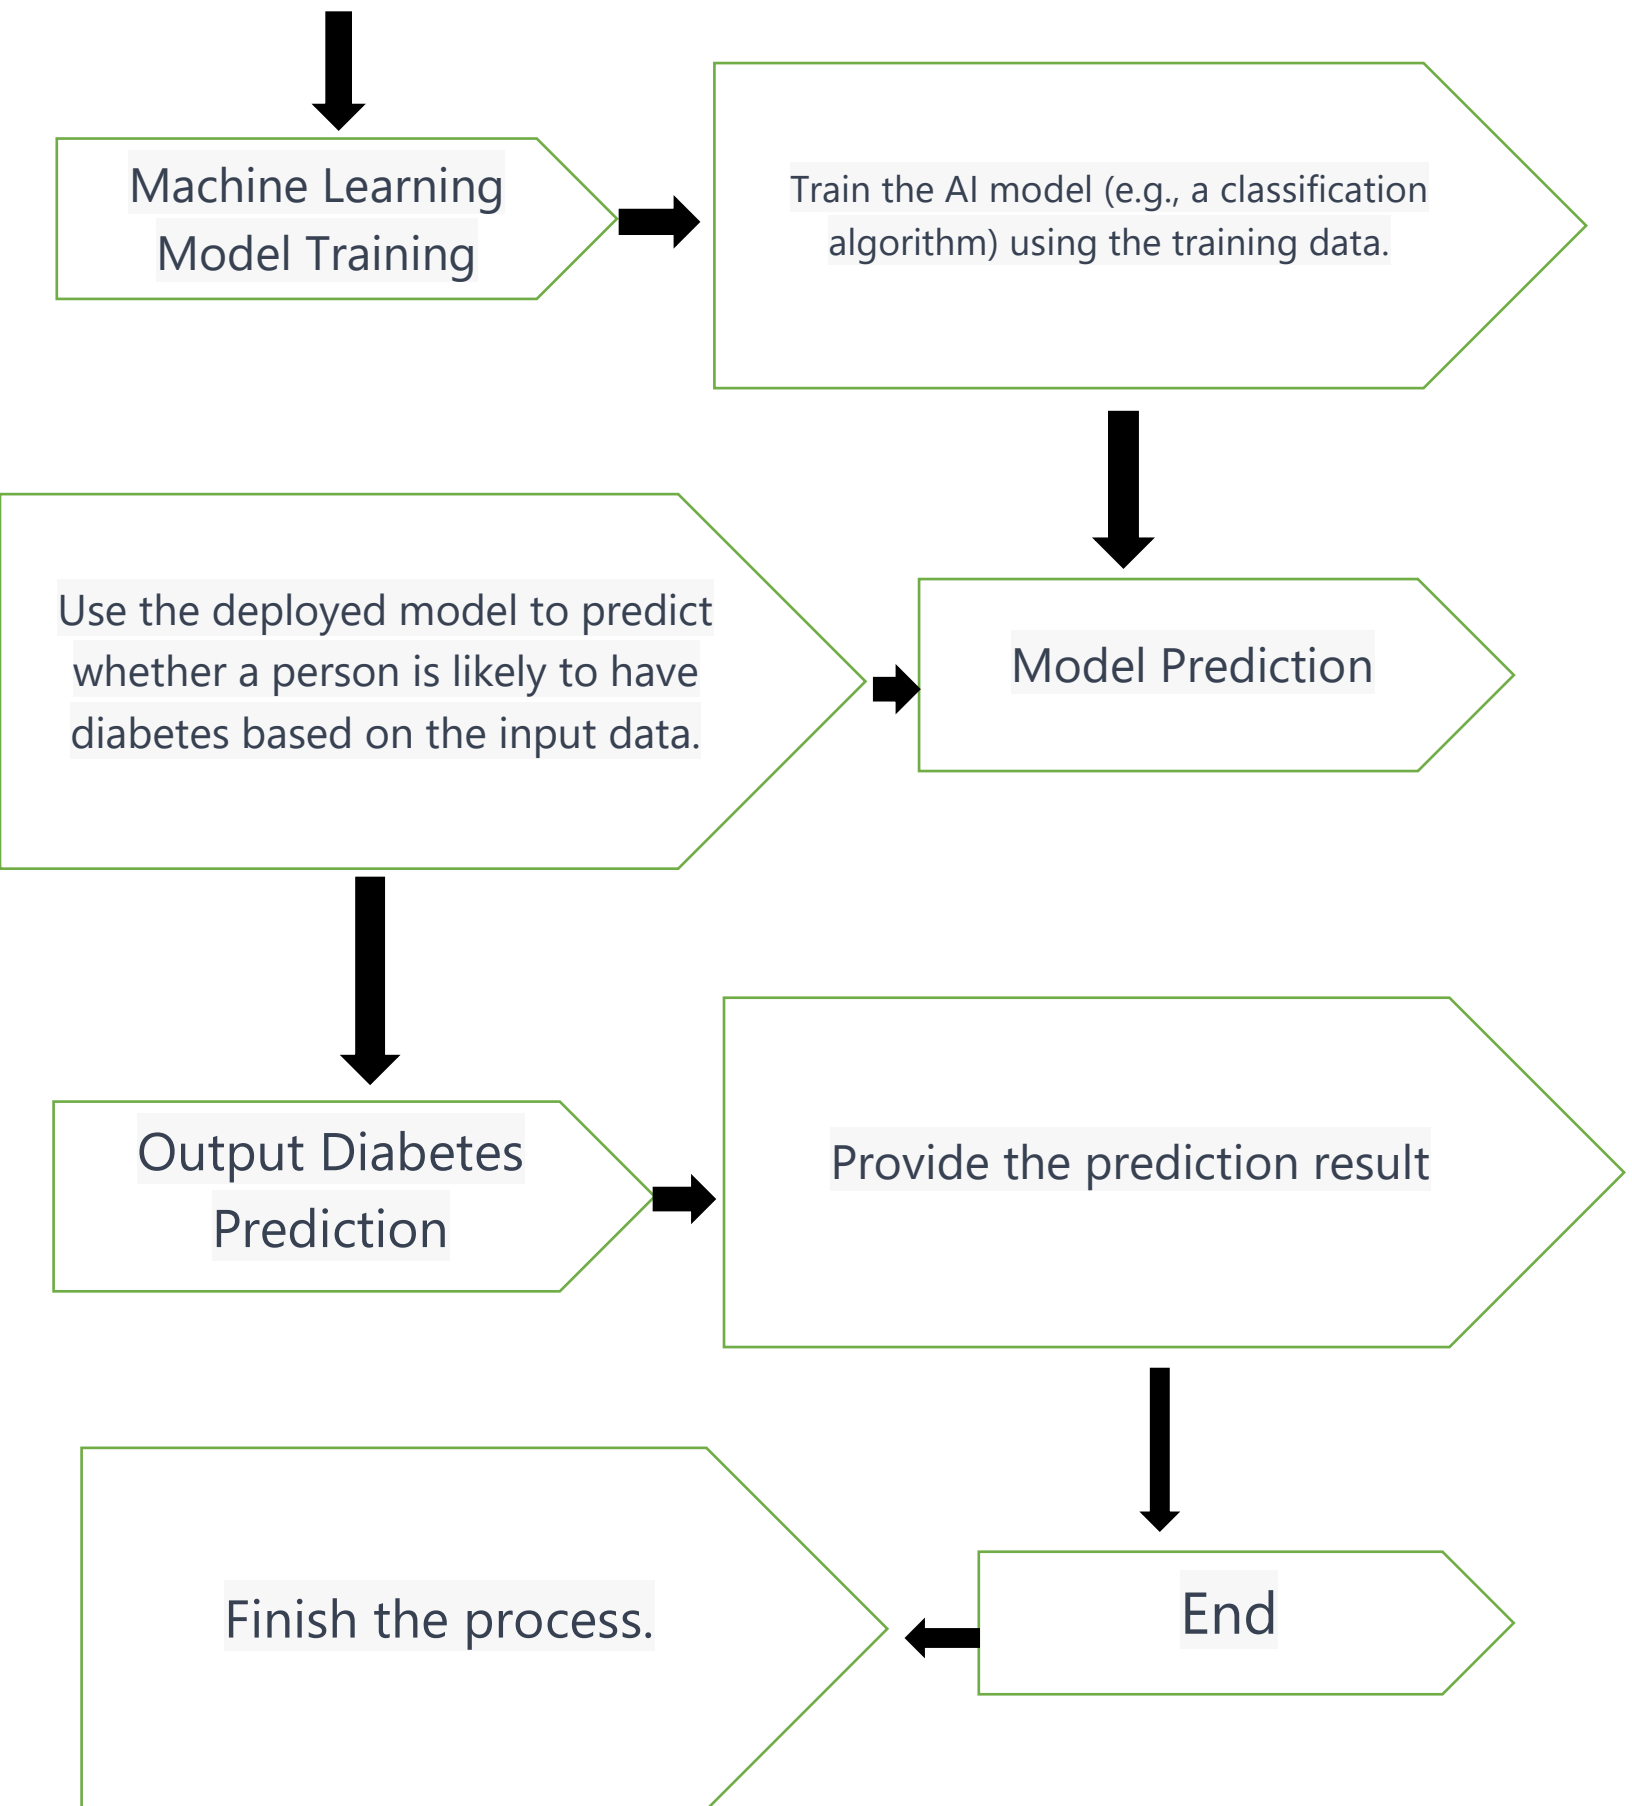 Machine Learning
Model Training
Train the AI model (e.g., a classification
algorithm) using the training data.
Use the deployed model to predict
whether a person is likely to have
diabetes based on the input data.
Model Prediction
Output Diabetes
Prediction
Provide the prediction result
Finish the process.
End